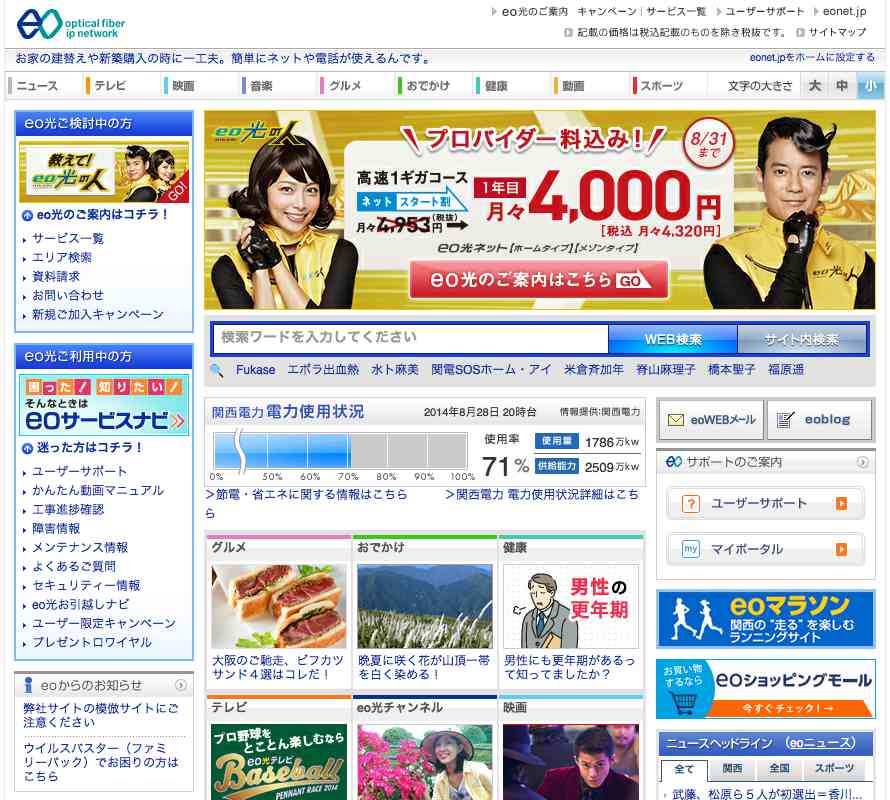 eo optical fiber
ip network
eo光のご案内 キャンペーン | サービス一覧 ユーザーサポート eonet.jp
記載の価格は税込記載のものを除き税抜です。 サイトマップ
お家の建替えや新築購入の時に一工夫。簡単にネットや電話が使えるんです。
eonet.jpをホームに設定する
ニュース テレビ 映画 音楽 グルメ おでかけ 健康 動画 スポーツ 文字の大きさ 大 中 小
eo光ご検討中の方
教えて!
eo光の人
GO!
eo光のご案内はコチラ！
サービス一覧
エリア検索
資料請求
お問い合わせ
新規ご加入キャンペーン
eo光ご利用中の方
困った! 知りたい!
そんなときは
eoサービスナビ
迷った方はコチラ！
ユーザーサポート
かんたん動画マニュアル
工事進捗確認
障害情報
メンテナンス情報
よくあるご質問
セキュリティー情報
eo光お引越しナビ
ユーザー限定キャンペーン
プレゼントロワイヤル
eoからのお知らせ
弊社サイトの模倣サイトにご
注意ください
ウイルスバスター（ファミ
リーパック）でお困りの方は
こちら
eo光の人
プロバイダー料込み!
8/31
まで
高速1ギガコース
ネット スタート割
月々4,953円(税抜)
1年目
月々4,000円
[税込 月々4,320円]
eo光ネット【ホームタイプ】【メゾンタイプ】
eo光のご案内はこちら GO
検索ワードを入力してください
WEB検索 サイト内検索
Fukase エボラ出血熱 水卜麻美 関電SOSホーム・アイ 米倉斉加年 脊山麻理子 橋本聖子 福原遥
関西電力 電力使用状況 2014年8月28日 20時台 情報提供:関西電力
0% 50% 60% 70% 80% 90% 100%
使用率
71%
使用量 1786万kw
供給能力 2509万kw
＞節電・省エネに関する情報はこちら ＞関西電力 電力使用状況詳細はこち
ら
グルメ
大阪のご馳走、ビフカツ
サンド４選はコレだ！
おでかけ
晩夏に咲く花が山頂一帯
を白く染める！
健康
男性の
更年期
男性にも更年期があるっ
て知ってましたか？
テレビ
プロ野球を
とことん楽しむなら
eo光テレビ
Baseball
PENNANT RACE 2014
eo光チャンネル
映画
eoWEBメール eoblog
eo サポートのご案内
? ユーザーサポート
my マイポータル
eoマラソン
関西の“走る”を楽しむ
ランニングサイト
お買い物
するなら
eoショッピングモール
今すぐチェック!→
ニュースヘッドライン （eoニュース）
全て 関西 全国 スポーツ
武藤、松原ら５人が初選出＝香川...